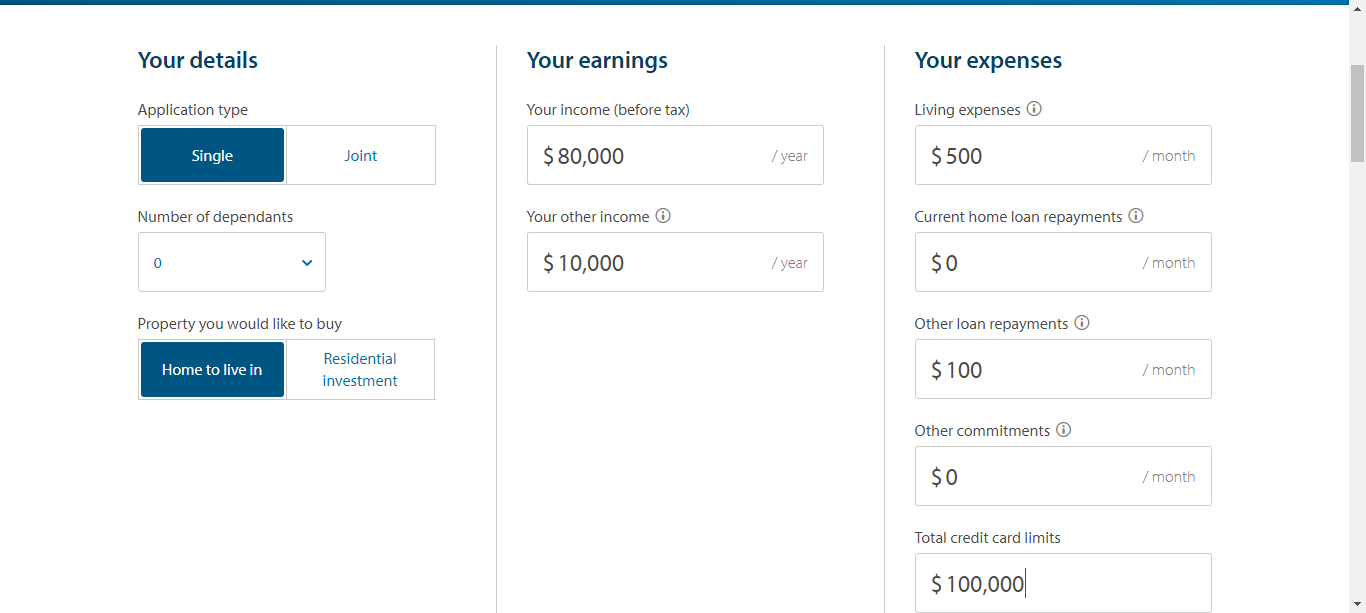 Your details
Application type
Single
Joint
Number of dependants
0
Property you would like to buy
Home to live in
Residential
investment
Your earnings
Your income (before tax)
$ 80,000 / year
Your other income
$ 10,000 / year
Your expenses
Living expenses
$ 500 / month
Current home loan repayments
$ 0 / month
Other loan repayments
$ 100 / month
Other commitments
$ 0 / month
Total credit card limits
$ 100,000